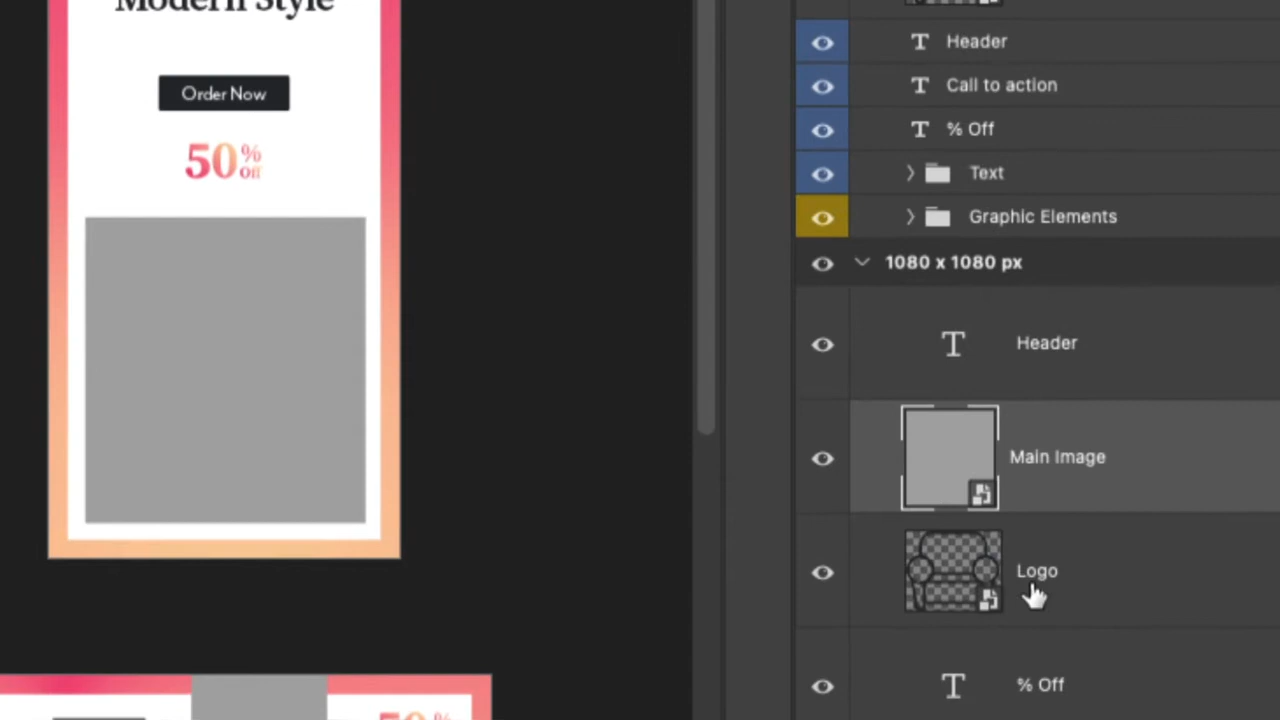 Modern Style
Order Now
50%
Off
50%
Header
Call to action
% Off
Text
Graphic Elements
1080 x 1080 px
Header
Main Image
Logo
% Off